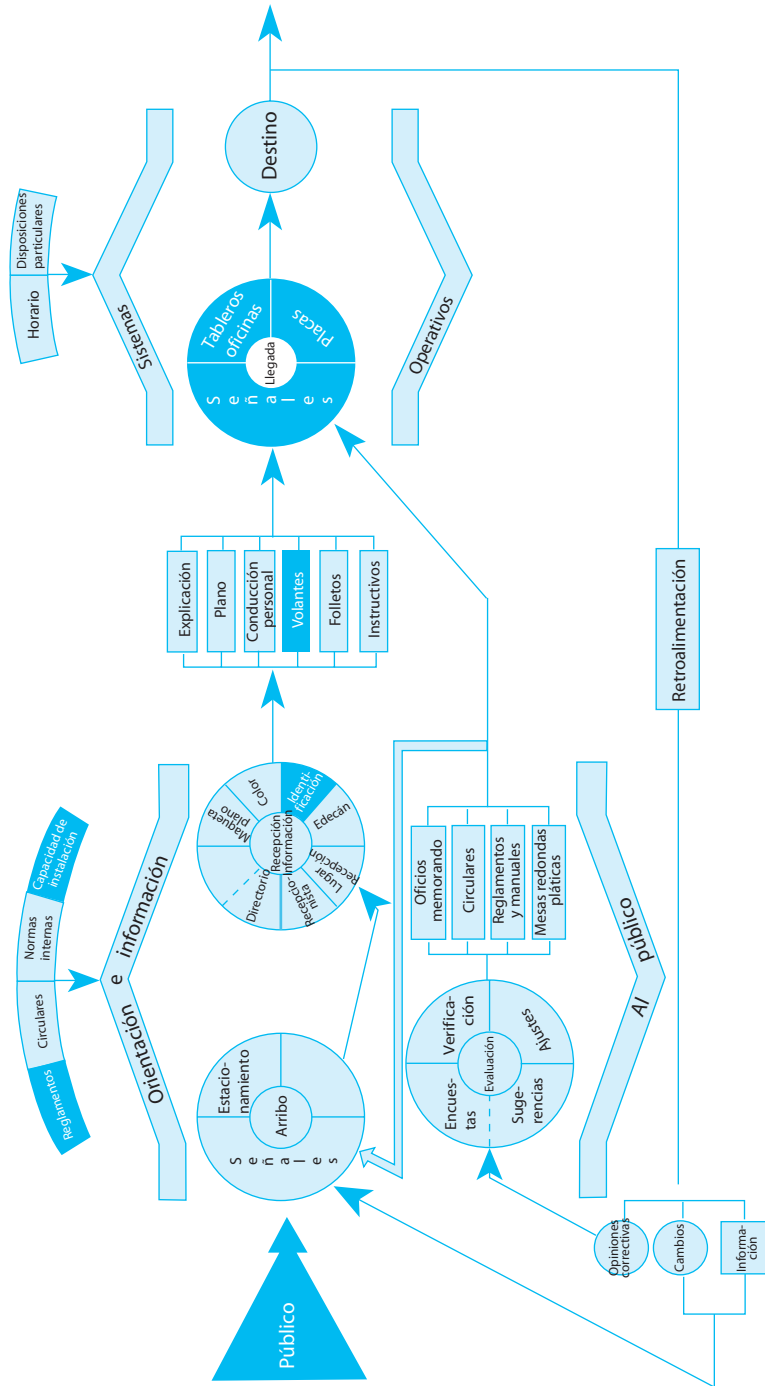 Reglamentos
Circulares
Normas
internas
Capacidad de
instalación
Horario
Disposiciones
particulares
Orientación e información
Sistemas
Público
Señales
Estacio-
namiento
Arribo
Directorio
Maqueta
plano
Color
Identi-
ficación
Edecán
Lugar
Recepción
Recepcio-
nista
Recepción
Información
Explicación
Plano
Conducción
personal
Volantes
Folletos
Instructivos
Señales
Tableros
oficinas
Placas
Llegada
Destino
Encues-
tas
Verifica-
ción
Evaluación
Suge-
rencias
Ajustes
Oficios
memorando
Circulares
Reglamentos
y manuales
Mesas redondas
pláticas
Al público
Operativos
Opiniones
correctivas
Cambios
Informa-
ción
Retroalimentación